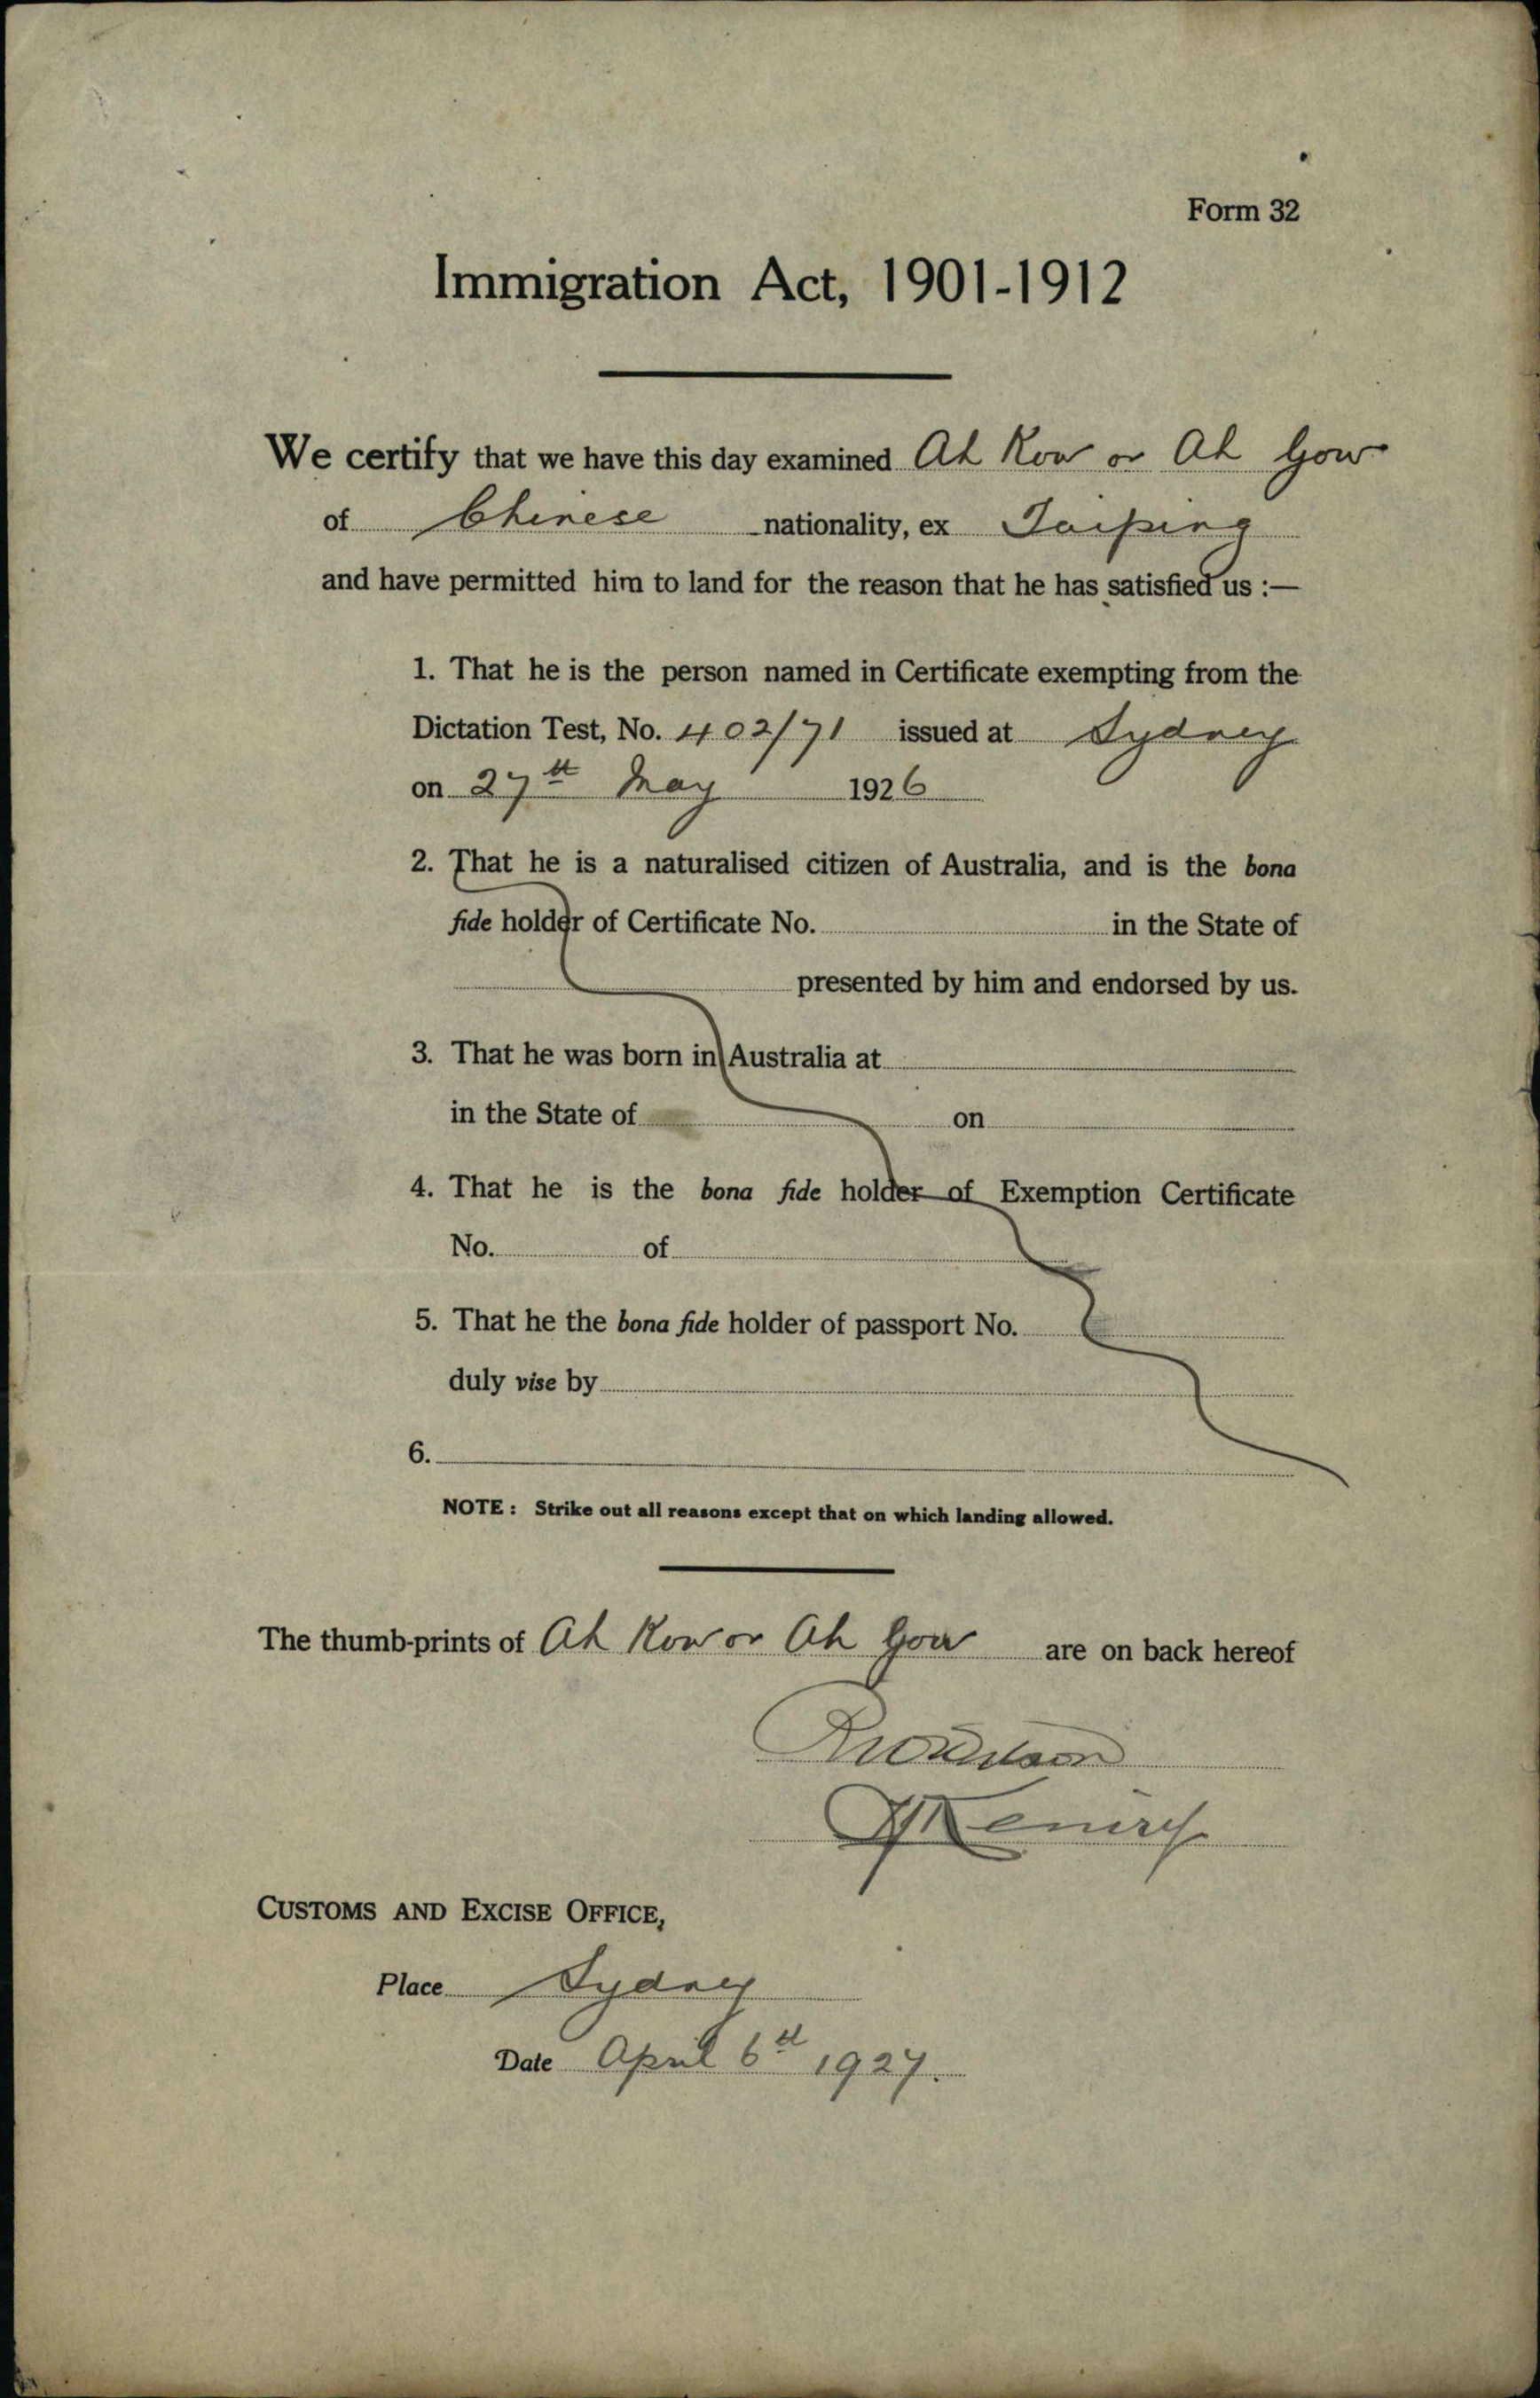 Form 32
Immigration Act, 1901-1912
We certify that we have this day examined Ah Kow or Ah Gow
of Chinese nationality, ex Taiping
and have permitted him to land for the reason that he has satisfied us :—
1. That he is the person named in Certificate exempting from the
Dictation Test, No. 402/71 issued at Sydney
on 27th May 1926
2. That he is a naturalised citizen of Australia, and is the bona
fide holder of Certificate No. in the State of
presented by him and endorsed by us.
3. That he was born in Australia at
in the State of on
4. That he is the bona fide holder of Exemption Certificate
No. of
5. That he the bona fide holder of passport No.
duly vise by
6.
NOTE : Strike out all reasons except that on which landing allowed.
The thumb-prints of Ah Kow or Ah Gow are on back hereof
CUSTOMS AND EXCISE OFFICE,
Place Sydney
Date April 6th 1927.